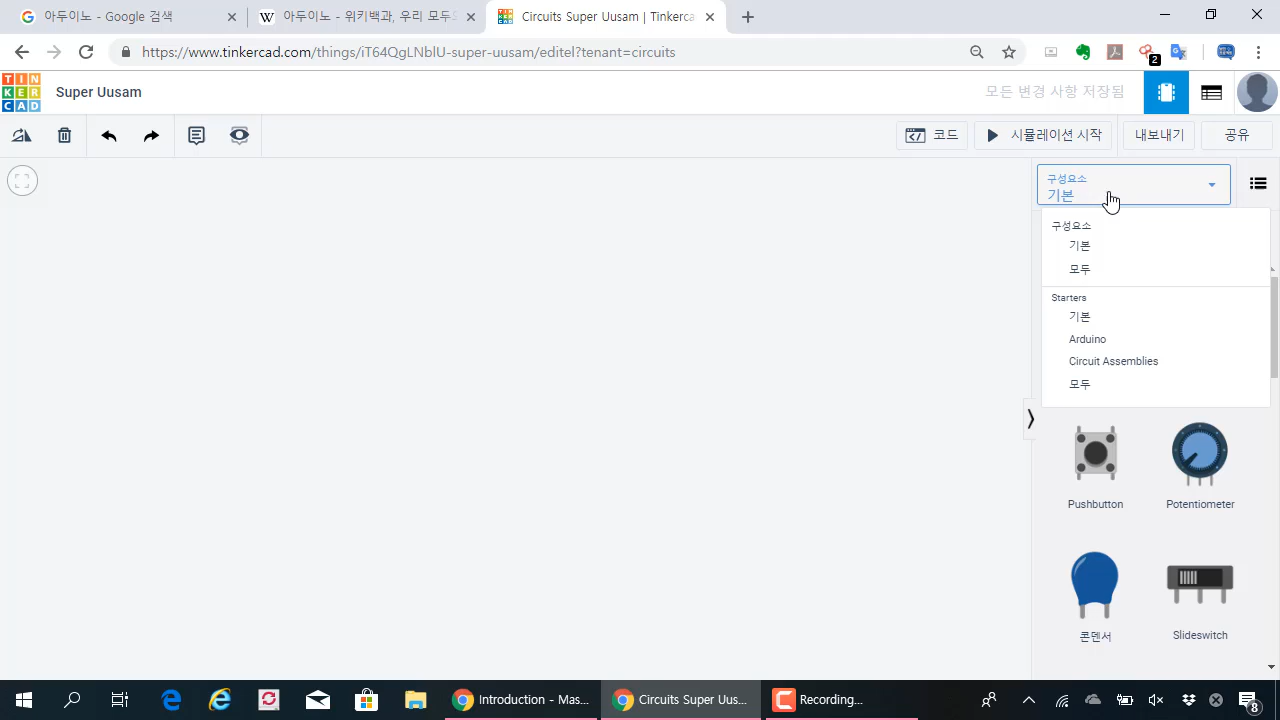 아두이노 - Google 검색
아두이노 - 위키백과, 우리 모두의
Circuits Super Uusam | Tinkerca
https://www.tinkercad.com/things/iT64QgLNblU-super-uusam/editel?tenant=circuits
2
TIN
KER
CAD
Super Uusam
모든 변경 사항 저장됨
코드
시뮬레이션 시작
내보내기
공유
구성요소
기본
구성요소
기본
모두
Starters
기본
Arduino
Circuit Assemblies
모두
Pushbutton
Potentiometer
콘덴서
Slideswitch
Introduction - Mas...
Circuits Super Uus...
Recording...
8